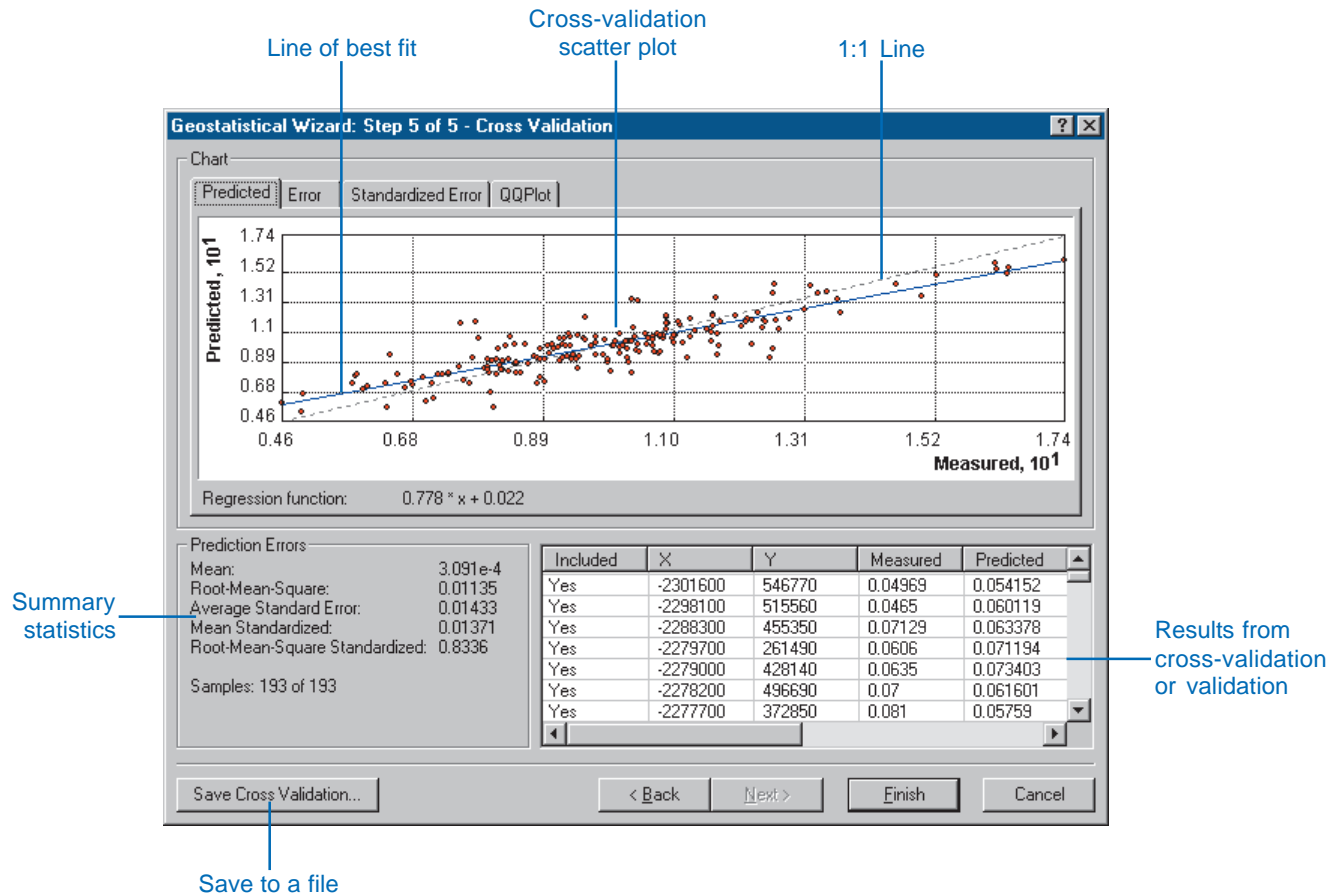 Cross-validation
scatter plot
Line of best fit
1:1 Line
Geostatistical Wizard: Step 5 of 5 - Cross Validation
Chart
Predicted Error Standardized Error QQPlot
Predicted, 10¹
1.74
1.52
1.31
1.1
0.89
0.68
0.46
0.46 0.68 0.89 1.10 1.31 1.52 1.74
Measured, 10¹
Regression function: 0.778 * x + 0.022
Prediction Errors
Mean: 3.091e-4
Root-Mean-Square: 0.01135
Average Standard Error: 0.01433
Mean Standardized: 0.01371
Root-Mean-Square Standardized: 0.8336
Samples: 193 of 193
Included X Y Measured Predicted
Yes -2301600 546770 0.04969 0.054152
Yes -2298100 515560 0.0465 0.060119
Yes -2288300 455350 0.07129 0.063378
Yes -2279700 261490 0.0606 0.071194
Yes -2279000 428140 0.0635 0.073403
Yes -2278200 496690 0.07 0.061601
Yes -2277700 372850 0.081 0.05759
Summary
statistics
Results from
cross-validation
or validation
Save Cross Validation... < Back Next > Finish Cancel
Save to a file